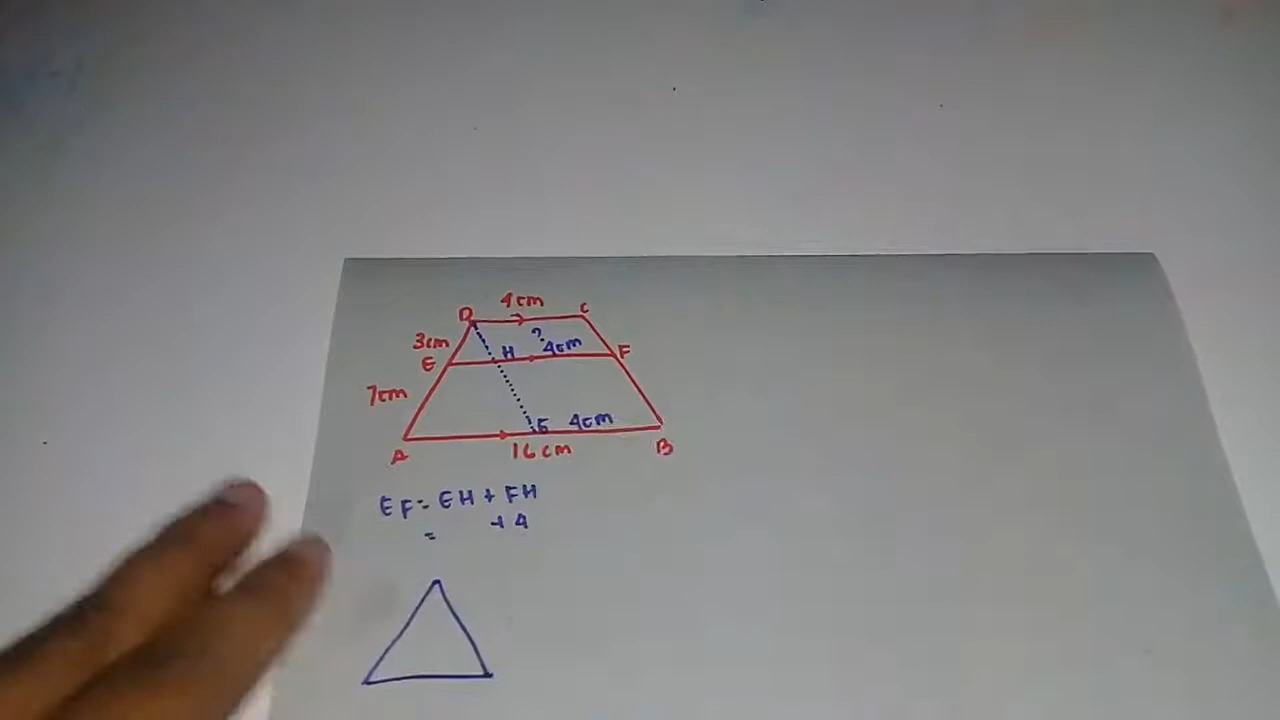 4cm
D C
3cm ?
H 4cm
E F
7cm
G 4cm
A 16cm B
EF = EH + FH
= + 4